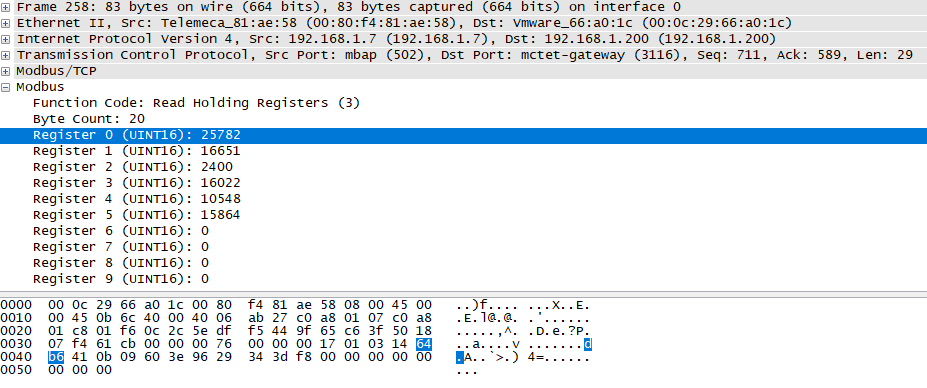 Frame 258: 83 bytes on wire (664 bits), 83 bytes captured (664 bits) on interface 0
Ethernet II, Src: Telemeca_81:ae:58 (00:80:f4:81:ae:58), Dst: Vmware_66:a0:1c (00:0c:29:66:a0:1c)
Internet Protocol Version 4, Src: 192.168.1.7 (192.168.1.7), Dst: 192.168.1.200 (192.168.1.200)
Transmission Control Protocol, Src Port: mbap (502), Dst Port: mctet-gateway (3116), Seq: 711, Ack: 589, Len: 29
Modbus/TCP
Modbus
Function Code: Read Holding Registers (3)
Byte Count: 20
Register 0 (UINT16): 25782
Register 1 (UINT16): 16651
Register 2 (UINT16): 2400
Register 3 (UINT16): 16022
Register 4 (UINT16): 10548
Register 5 (UINT16): 15864
Register 6 (UINT16): 0
Register 7 (UINT16): 0
Register 8 (UINT16): 0
Register 9 (UINT16): 0
0000 00 0c 29 66 a0 1c 00 80 f4 81 ae 58 08 00 45 00 ..)f.... ...X..E.
0010 00 45 0b 6c 40 00 40 06 ab 27 c0 a8 01 07 c0 a8 .E.l@.@. .'......
0020 01 c8 01 f6 0c 2c 5e df f5 44 9f 65 c6 3f 50 18 .....,^. .D.e.?P.
0030 07 f4 61 cb 00 00 00 76 00 00 00 17 01 03 14 64 ..a....v .......d
0040 b6 41 0b 09 60 3e 96 29 34 3d f8 00 00 00 00 00 .A..`>.) 4=......
0050 00 00 00 ...